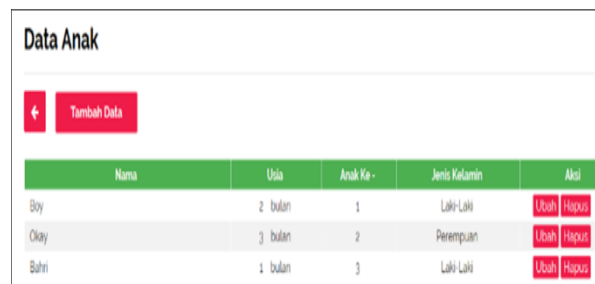 Data Anak
← Tambah Data
Nama Usia Anak Ke - Jenis Kelamin Aksi
Boy 2 bulan 1 Laki-Laki Ubah Hapus
Okay 3 bulan 2 Perempuan Ubah Hapus
Bahri 1 bulan 3 Laki-Laki Ubah Hapus